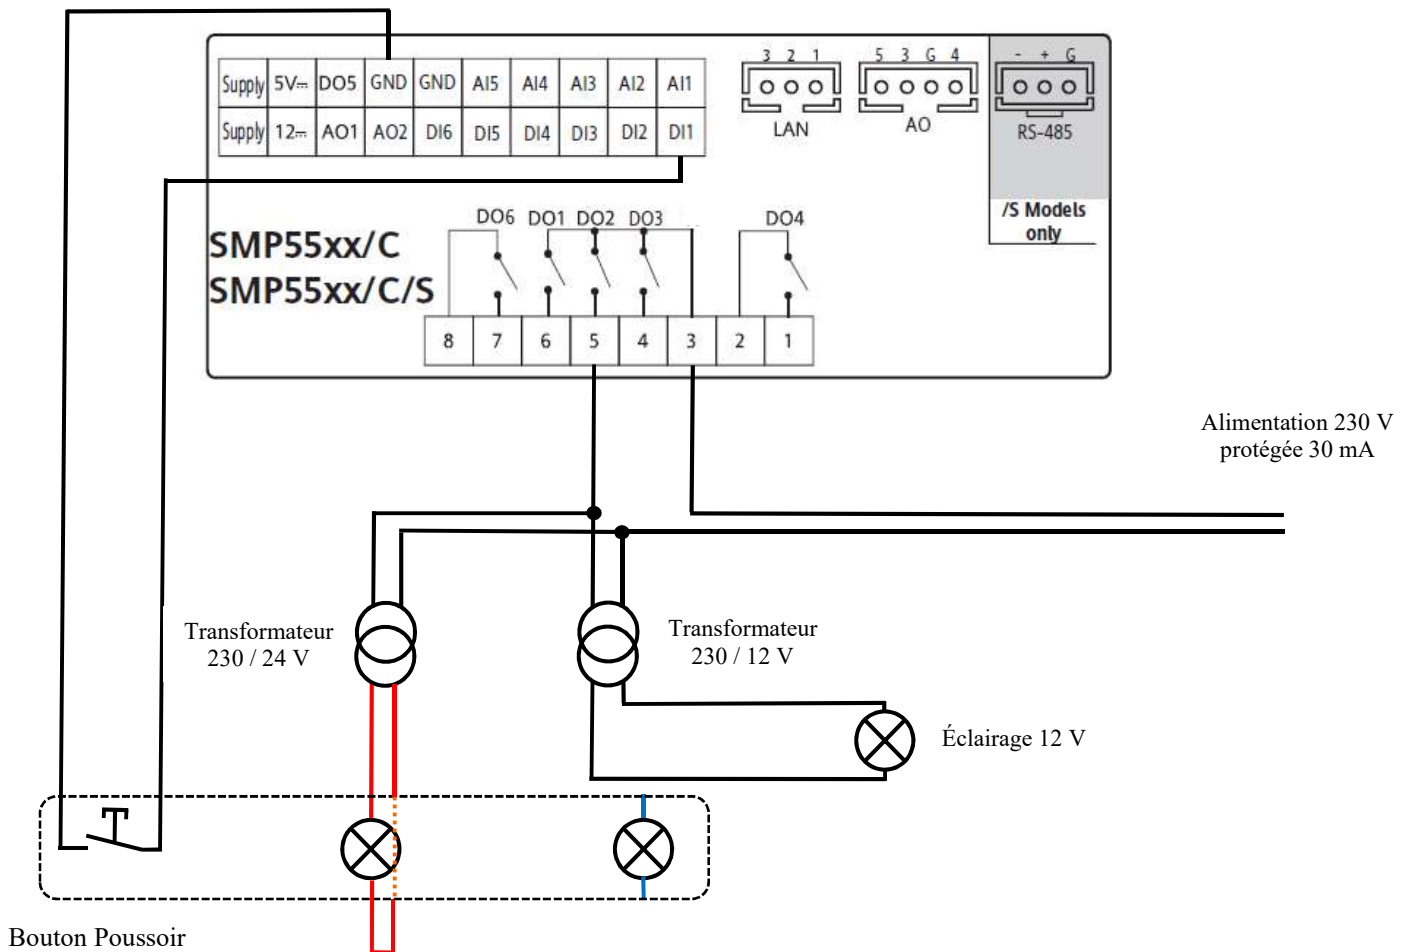 3 2 1
5 3 G 4
- + G
Supply 5V⎓ DO5 GND GND AI5 AI4 AI3 AI2 AI1
Supply 12⎓ AO1 AO2 DI6 DI5 DI4 DI3 DI2 DI1
LAN
AO
RS-485
/S Models
only
DO6 DO1 DO2 DO3 DO4
SMP55xx/C
SMP55xx/C/S
8 7 6 5 4 3 2 1
Alimentation 230 V
protégée 30 mA
Transformateur
230 / 24 V
Transformateur
230 / 12 V
Éclairage 12 V
Bouton Poussoir